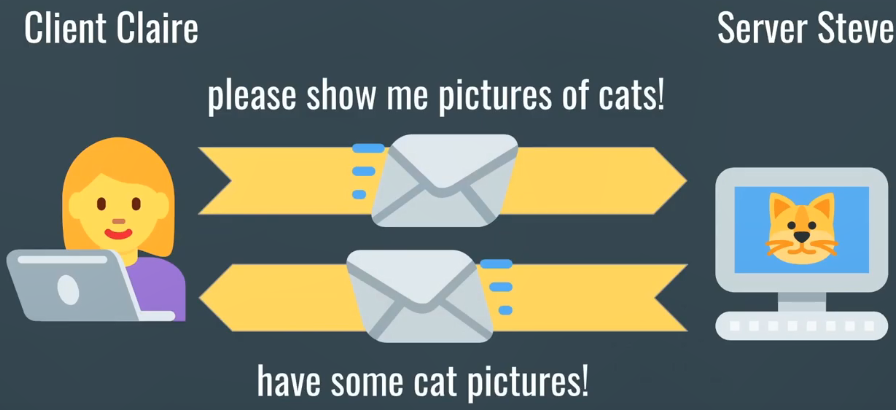 Client Claire
Server Steve
please show me pictures of cats!
have some cat pictures!